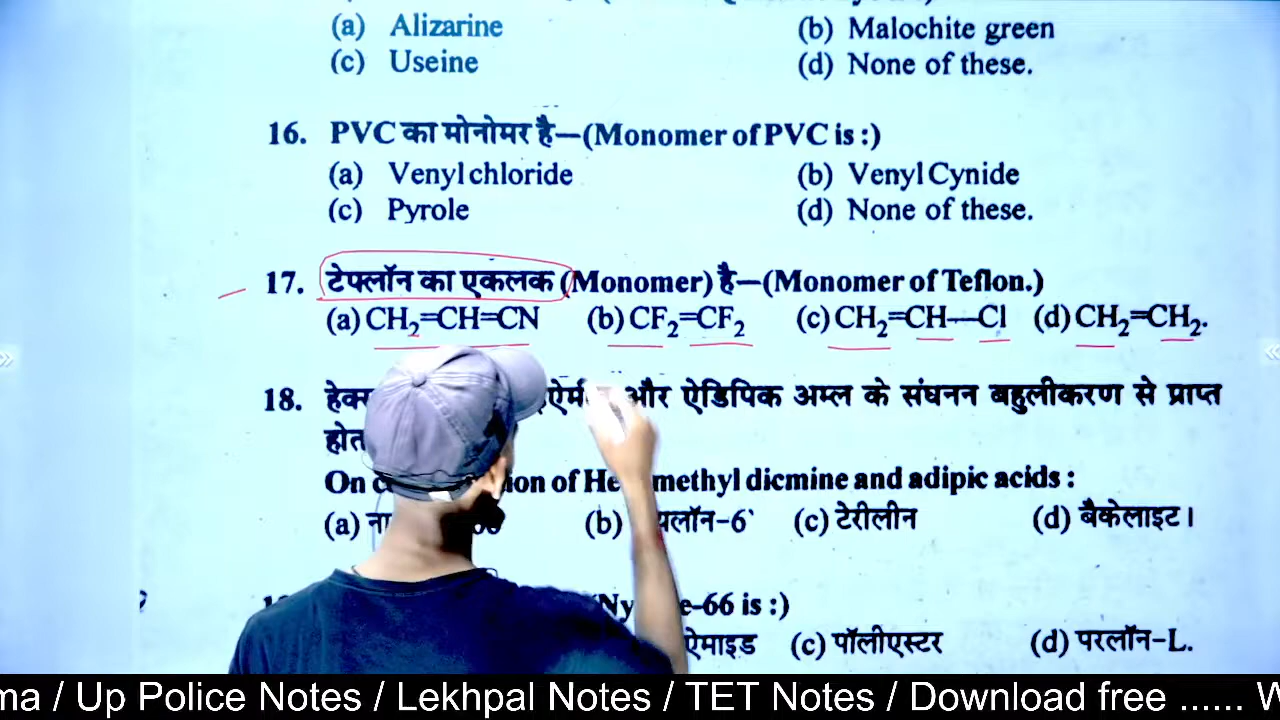 (a) Alizarine (b) Malochite green
(c) Useine (d) None of these.
16. PVC का मोनोमर है—(Monomer of PVC is :)
(a) Venyl chloride (b) Venyl Cynide
(c) Pyrole (d) None of these.
17. टेफ्लॉन का एकलक (Monomer) है—(Monomer of Teflon.)
(a) CH₂=CH=CN (b) CF₂=CF₂ (c) CH₂=CH—Cl (d) CH₂=CH₂.
18. और ऐडिपिक अम्ल के संघनन बहुलीकरण से प्राप्त
On of methyl dicmine and adipic acids :
(a) (b) (c) टेरीलीन (d) बैकेलाइट।
is :)
(c) पॉलीएस्टर (d) परलॉन-L.
/ Up Police Notes / Lekhpal Notes / TET Notes / Download free ......